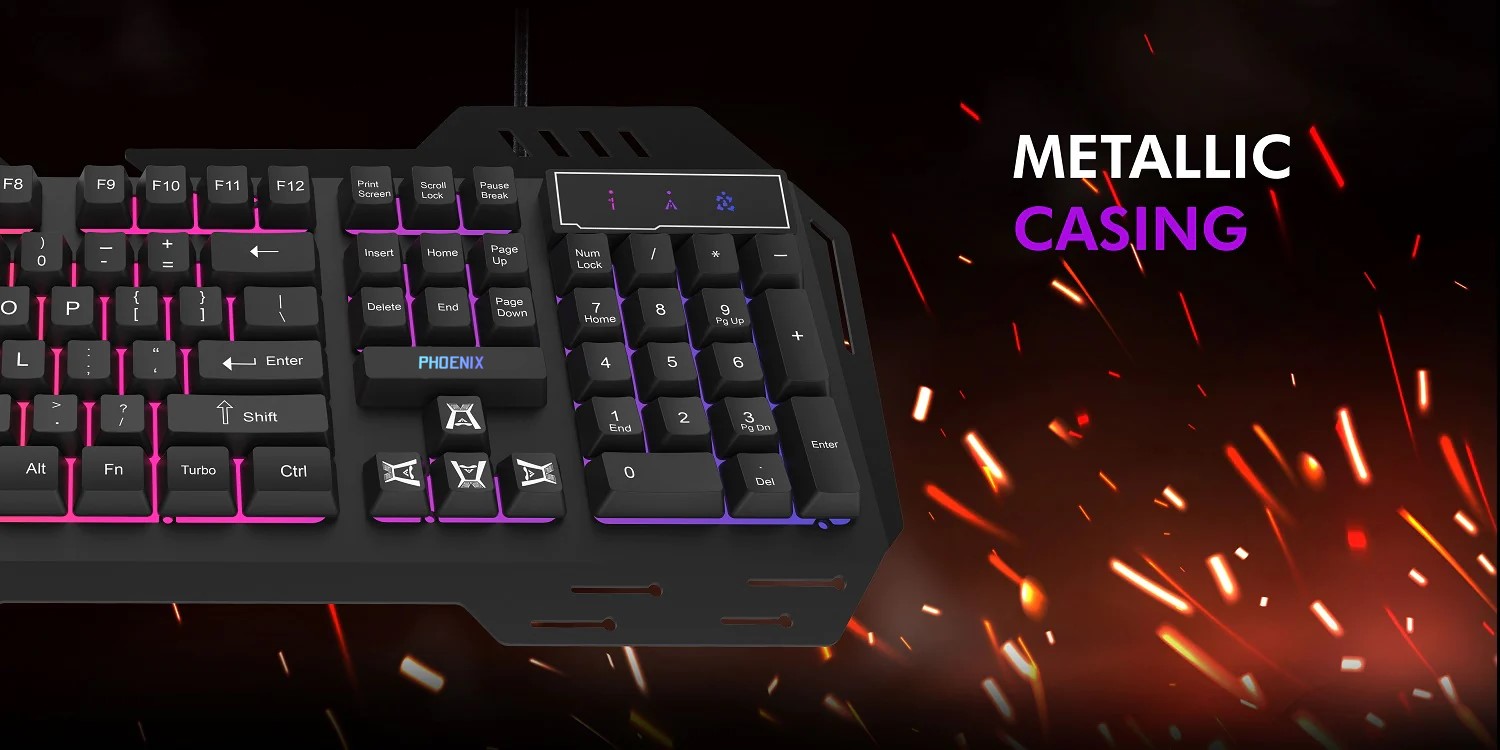 METALLIC
CASING
F8 F9 F10 F11 F12 Print Screen Scroll Lock Pause Break
) 0 — - + = ← Insert Home Page Up Num Lock / * —
O P { [ } ] | \ Delete End Page Down 7 Home 8 9 Pg Up +
L : ; “ ‘ ← Enter PHOENIX 4 5 6
> . ? / ⇧ Shift 1 End 2 3 Pg Dn Enter
Alt Fn Turbo Ctrl 0 . Del